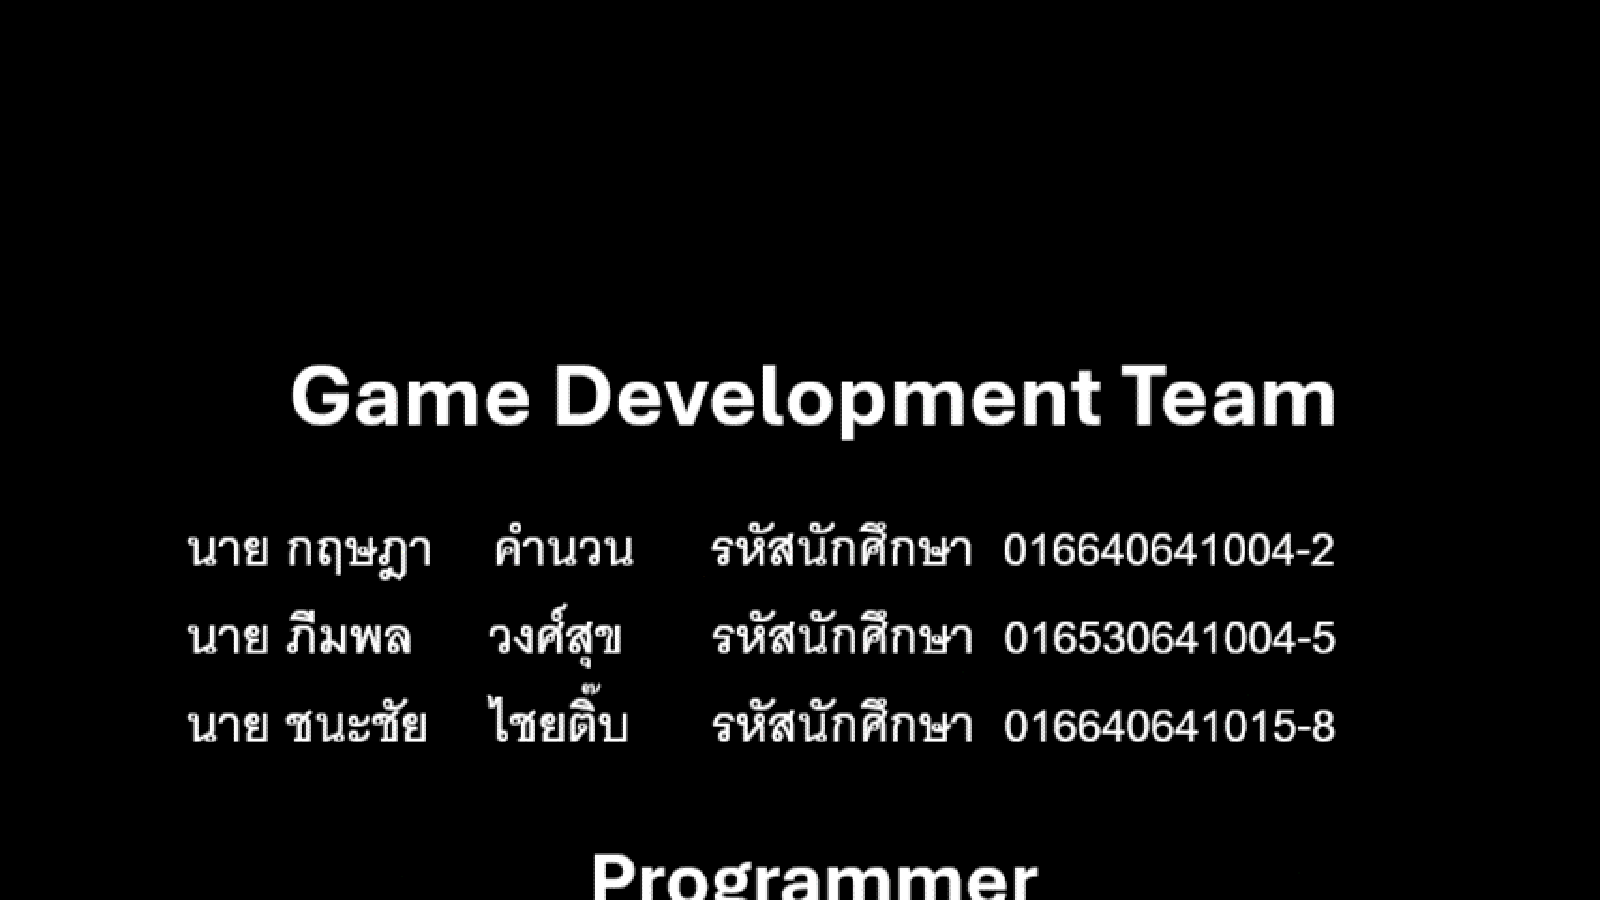 Game Development Team
นาย กฤษฎา คำนวน รหัสนักศึกษา 016640641004-2
นาย ภีมพล วงศ์สุข รหัสนักศึกษา 016530641004-5
นาย ชนะชัย ไชยติ๊บ รหัสนักศึกษา 016640641015-8
Programmer